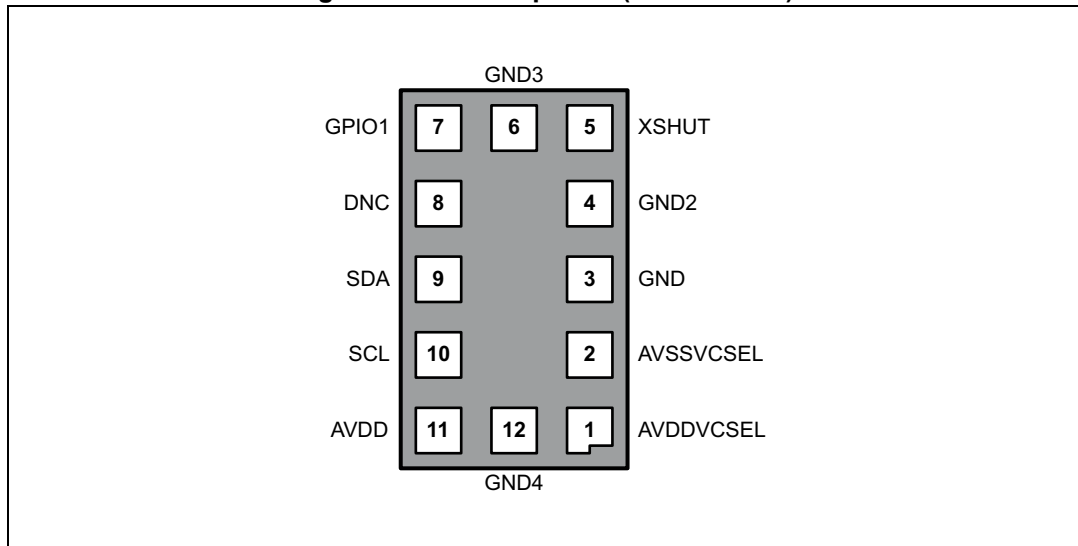 GND3
GPIO1 7 6 5 XSHUT
DNC 8 4 GND2
SDA 9 3 GND
SCL 10 2 AVSSVCSEL
AVDD 11 12 1 AVDDVCSEL
GND4